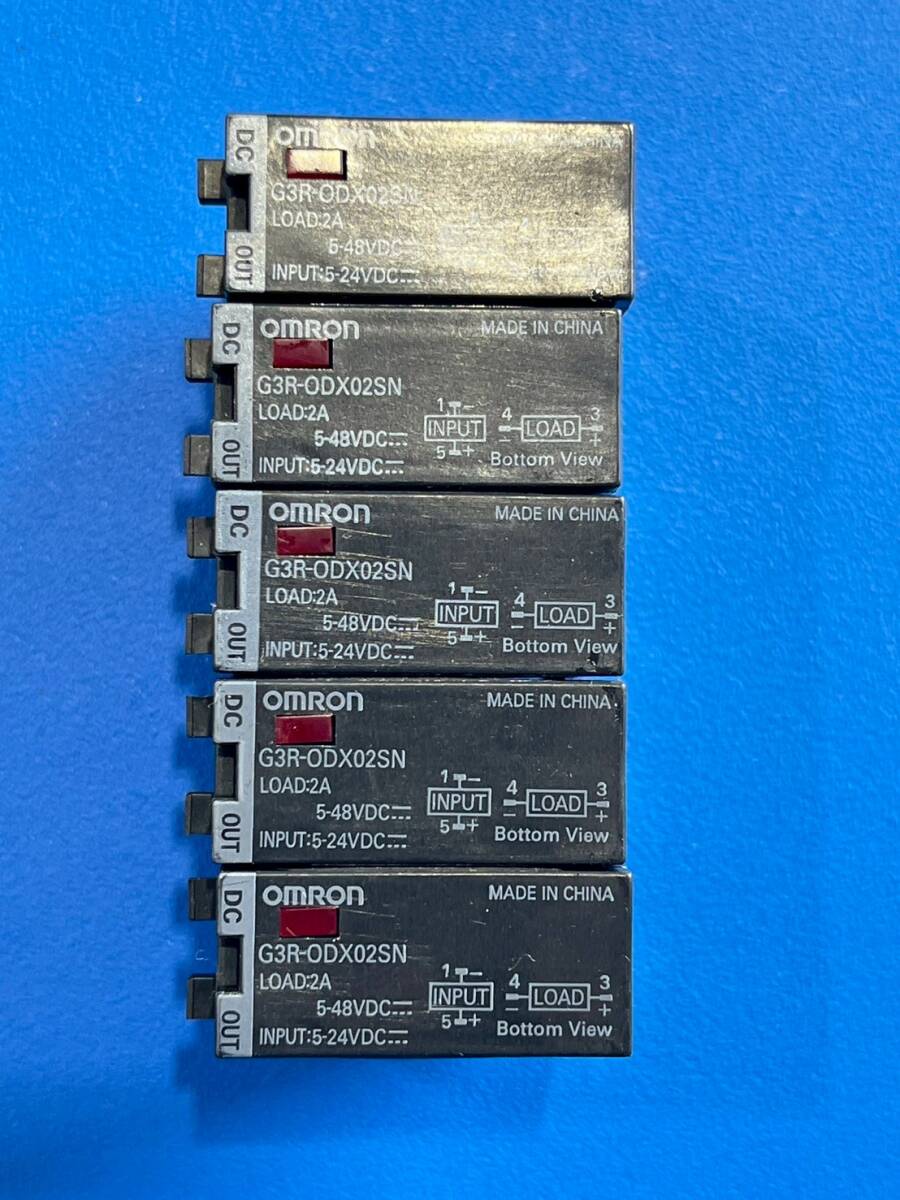 DC
OUT
OMRON
G3R-ODX02SN
LOAD:2A
5-48VDC
INPUT:5-24VDC
DC
OUT
OMRON
MADE IN CHINA
G3R-ODX02SN
LOAD:2A
5-48VDC
INPUT:5-24VDC
1 -
INPUT
5 +
4 LOAD 3
- +
Bottom View
DC
OUT
OMRON
MADE IN CHINA
G3R-ODX02SN
LOAD:2A
5-48VDC
INPUT:5-24VDC
1 -
INPUT
5 +
4 LOAD 3
- +
Bottom View
DC
OUT
OMRON
MADE IN CHINA
G3R-ODX02SN
LOAD:2A
5-48VDC
INPUT:5-24VDC
1 -
INPUT
5 +
4 LOAD 3
- +
Bottom View
DC
OUT
OMRON
MADE IN CHINA
G3R-ODX02SN
LOAD:2A
5-48VDC
INPUT:5-24VDC
1 -
INPUT
5 +
4 LOAD 3
- +
Bottom View